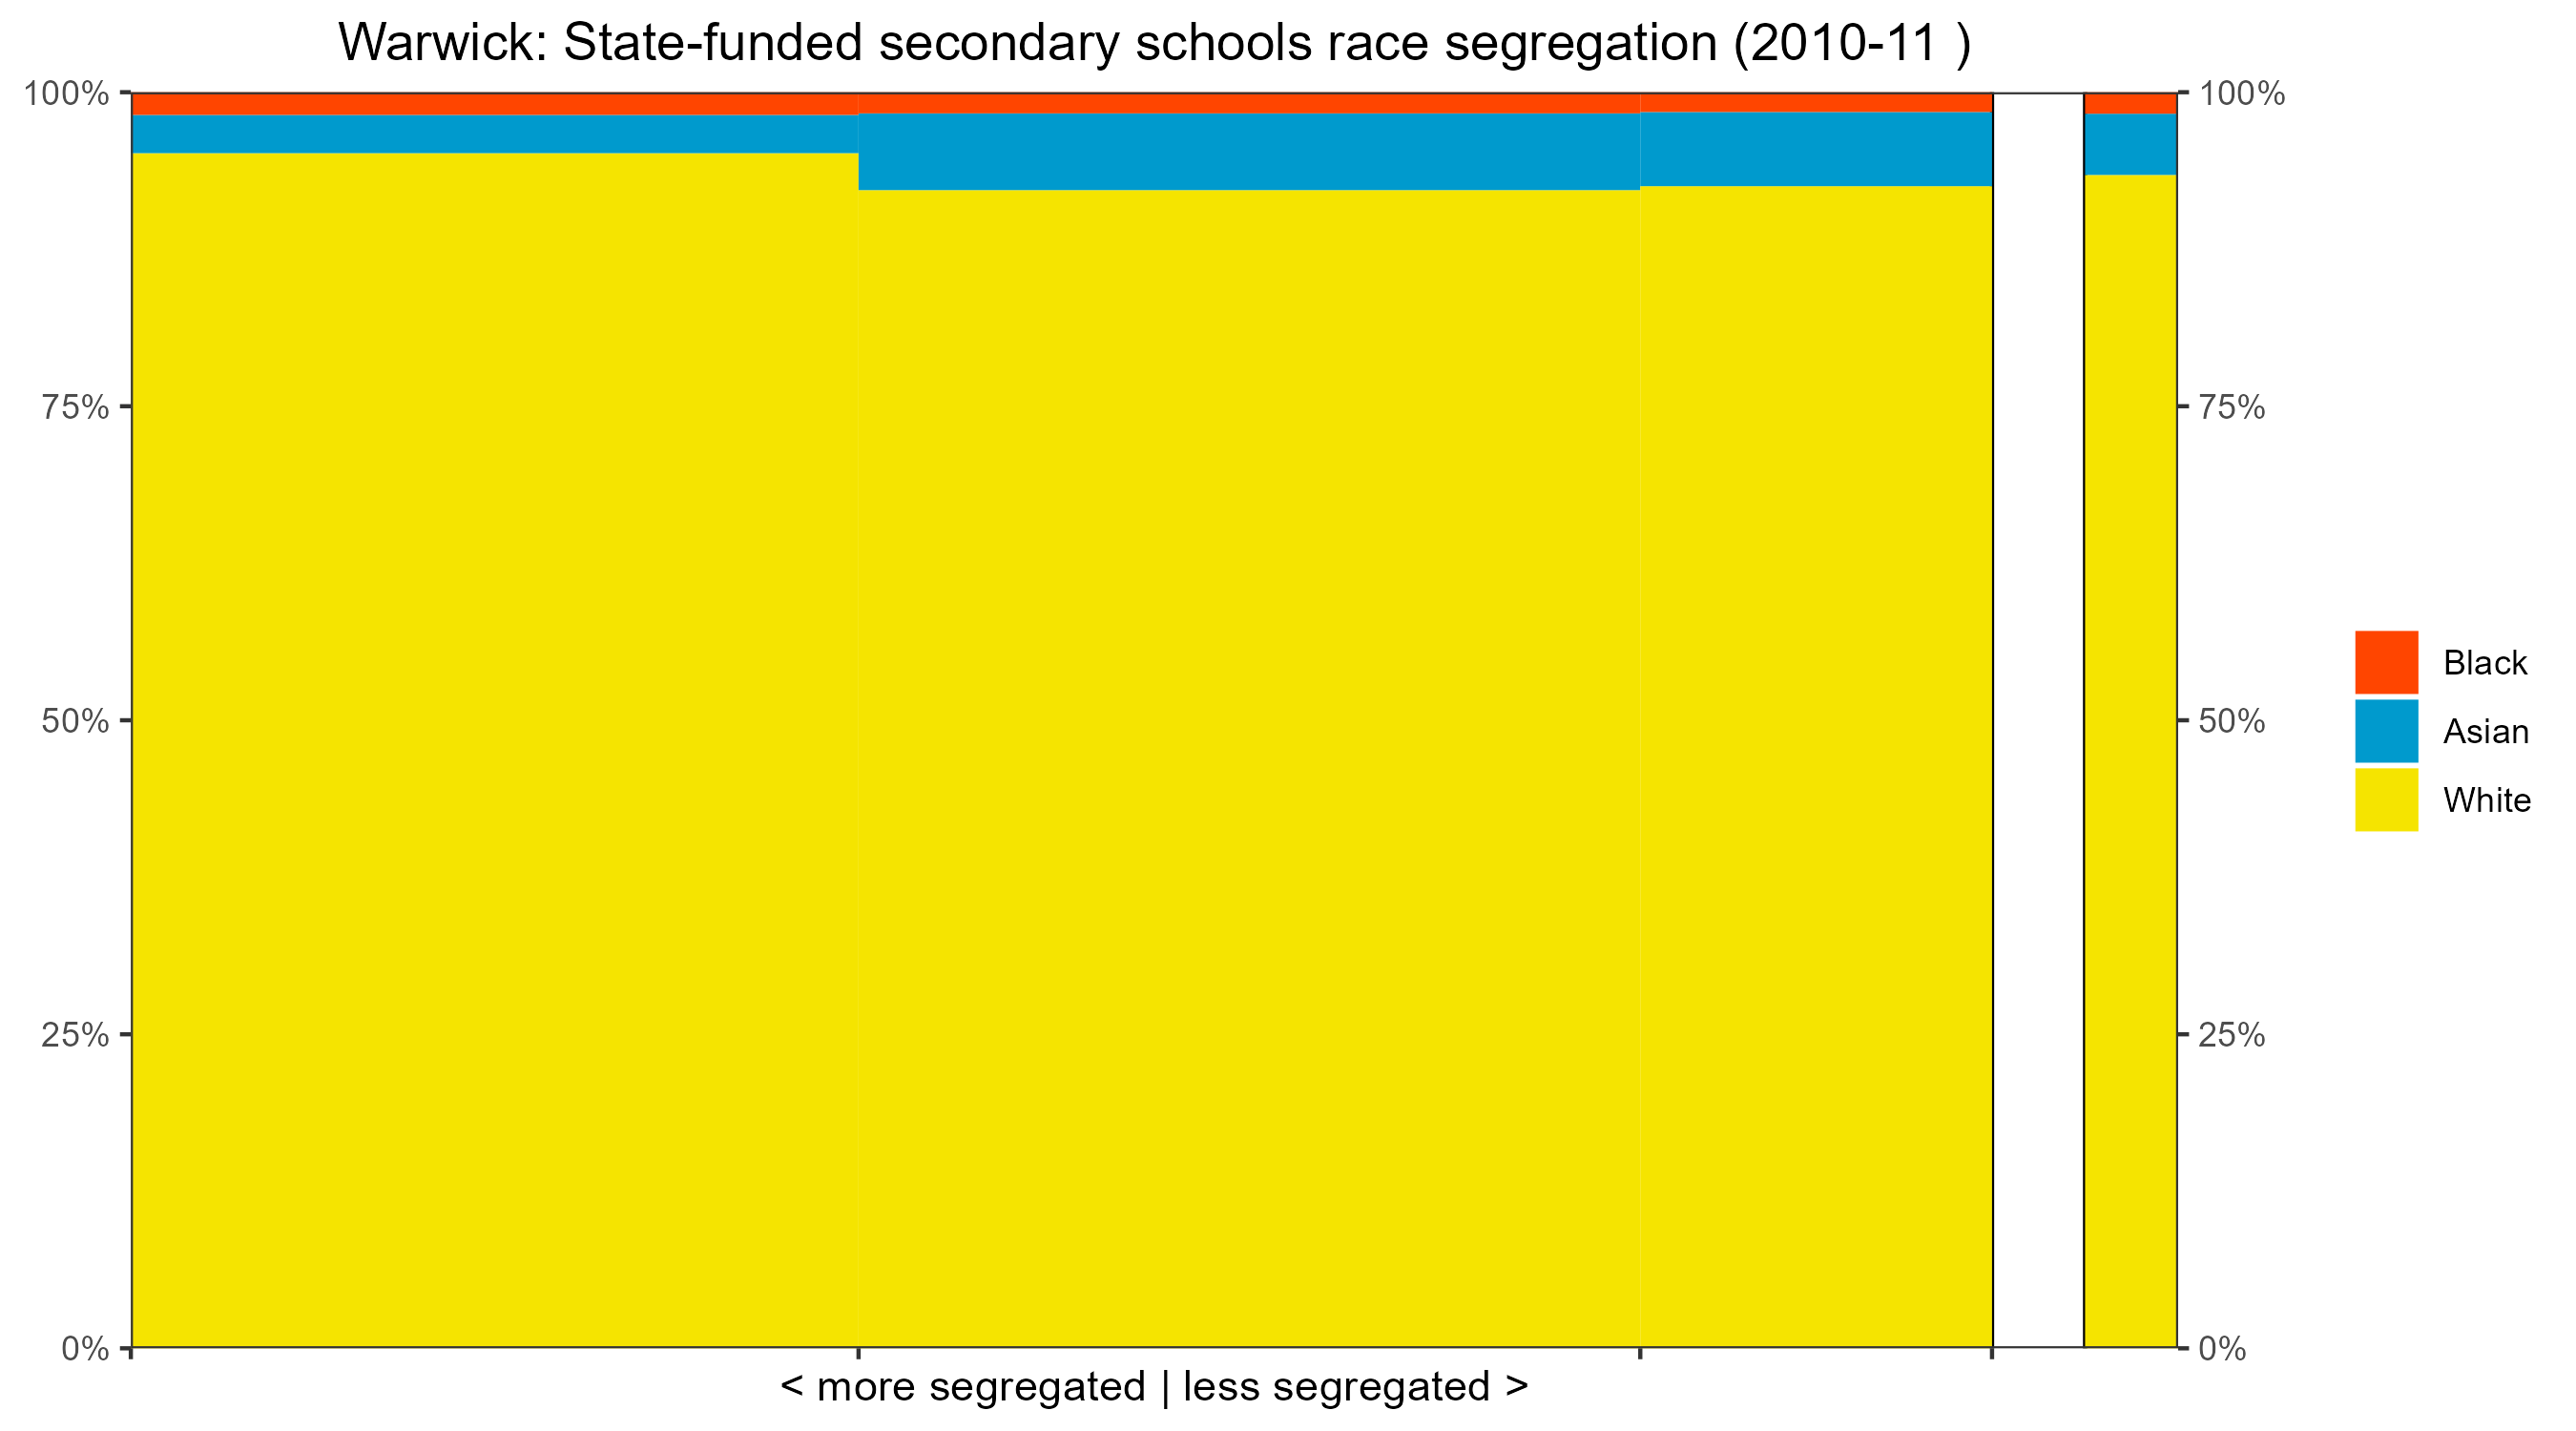 Warwick: State-funded secondary schools race segregation (2010-11 )
100%
75%
50%
25%
0%
100%
75%
50%
25%
0%
Black
Asian
White
< more segregated | less segregated >